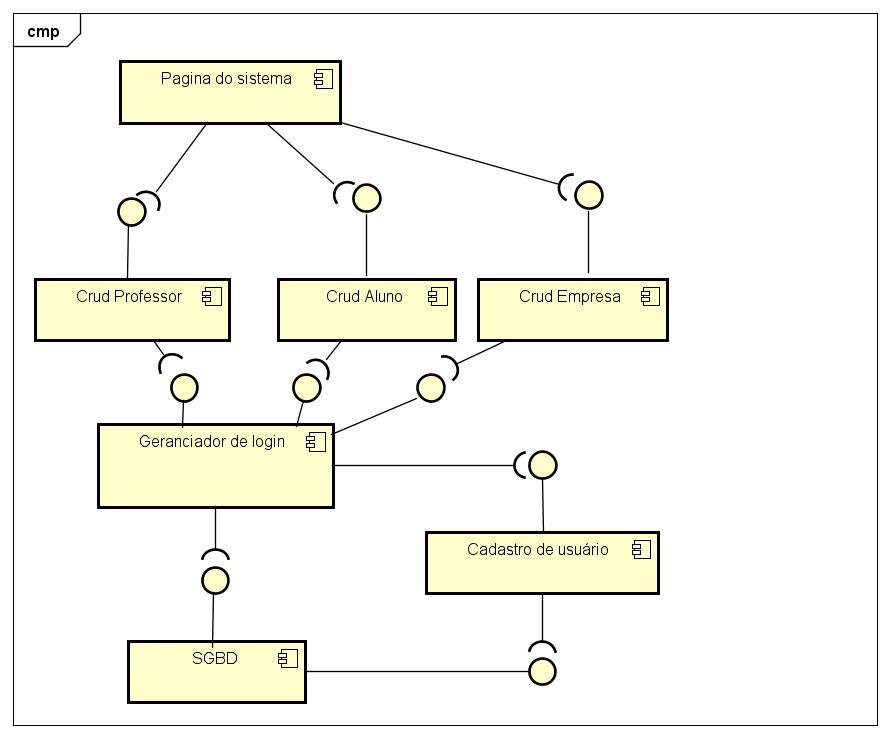 cmp
Pagina do sistema
Crud Professor
Crud Aluno
Crud Empresa
Geranciador de login
Cadastro de usuário
SGBD